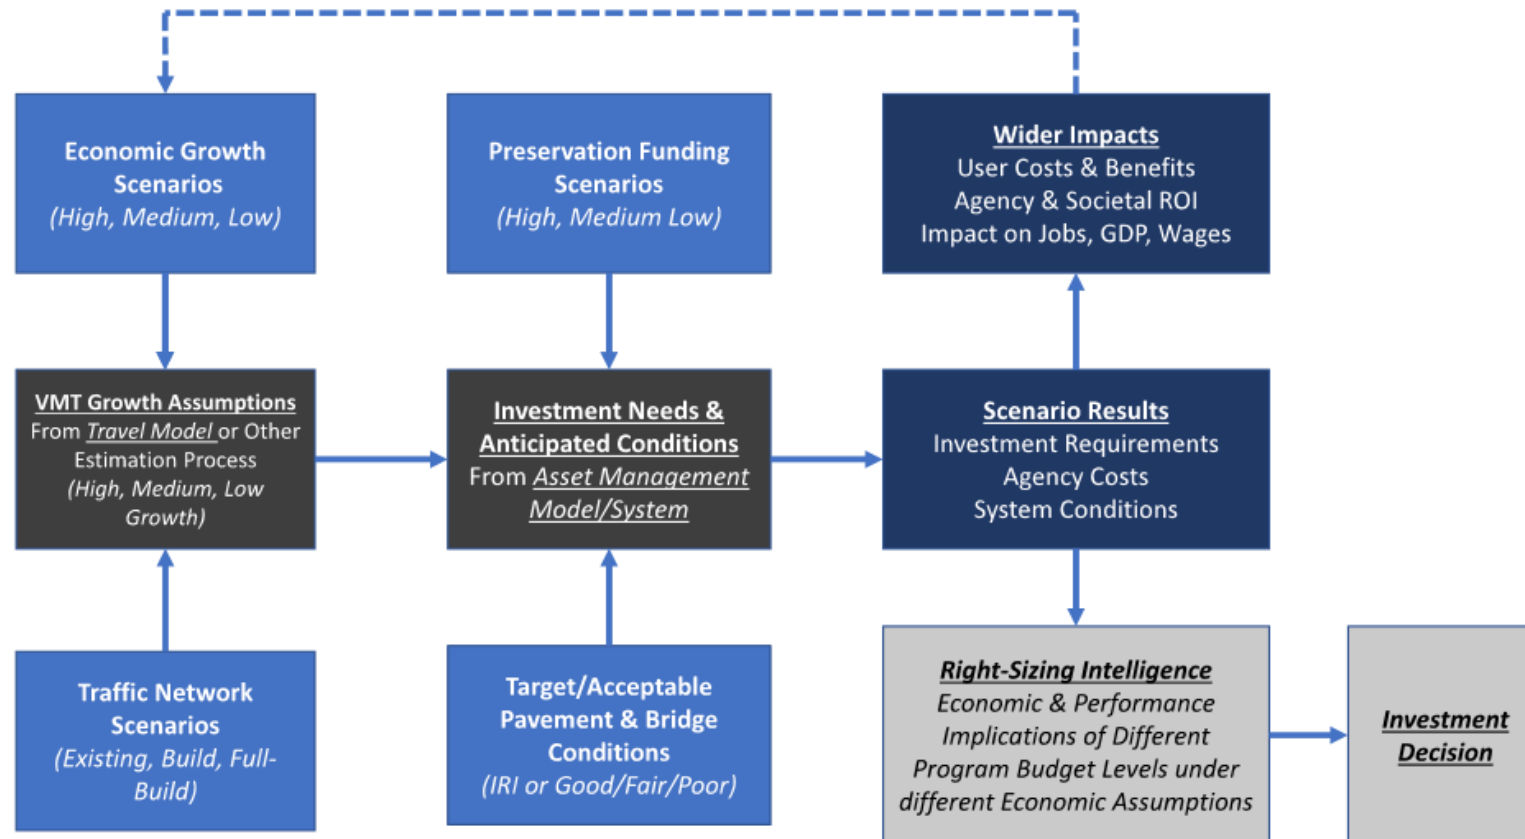 Economic Growth
Scenarios
(High, Medium, Low)
Preservation Funding
Scenarios
(High, Medium Low)
Wider Impacts
User Costs & Benefits
Agency & Societal ROI
Impact on Jobs, GDP, Wages
VMT Growth Assumptions
From Travel Model or Other
Estimation Process
(High, Medium, Low
Growth)
Investment Needs &
Anticipated Conditions
From Asset Management
Model/System
Scenario Results
Investment Requirements
Agency Costs
System Conditions
Traffic Network
Scenarios
(Existing, Build, Full-
Build)
Target/Acceptable
Pavement & Bridge
Conditions
(IRI or Good/Fair/Poor)
Right-Sizing Intelligence
Economic & Performance
Implications of Different
Program Budget Levels under
different Economic Assumptions
Investment
Decision